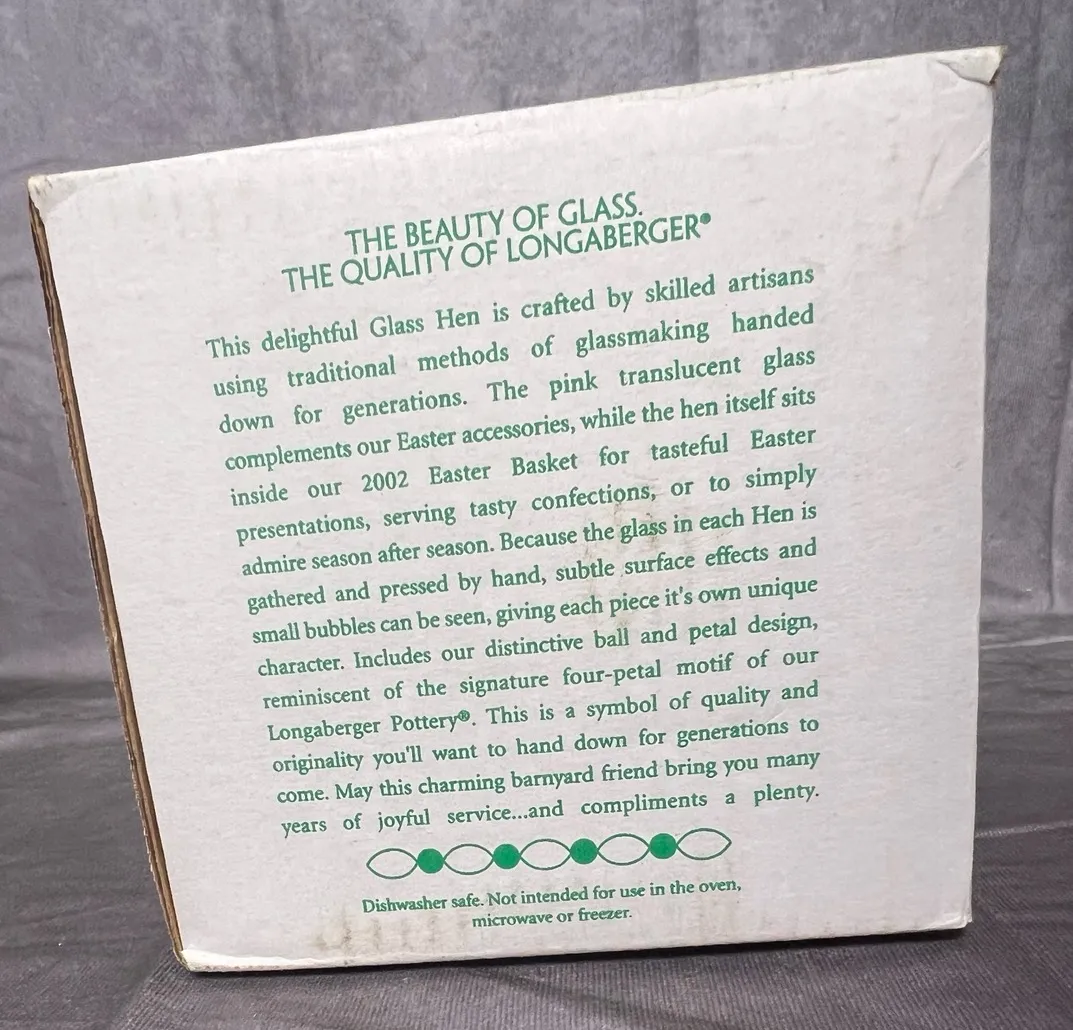 THE BEAUTY OF GLASS.
THE QUALITY OF LONGABERGER®
This delightful Glass Hen is crafted by skilled artisans
using traditional methods of glassmaking handed
down for generations. The pink translucent glass
complements our Easter accessories, while the hen itself sits
inside our 2002 Easter Basket for tasteful Easter
presentations, serving tasty confections, or to simply
admire season after season. Because the glass in each Hen is
gathered and pressed by hand, subtle surface effects and
small bubbles can be seen, giving each piece it's own unique
character. Includes our distinctive ball and petal design,
reminiscent of the signature four-petal motif of our
Longaberger Pottery®. This is a symbol of quality and
originality you'll want to hand down for generations to
come. May this charming barnyard friend bring you many
years of joyful service...and compliments a plenty.
Dishwasher safe. Not intended for use in the oven,
microwave or freezer.